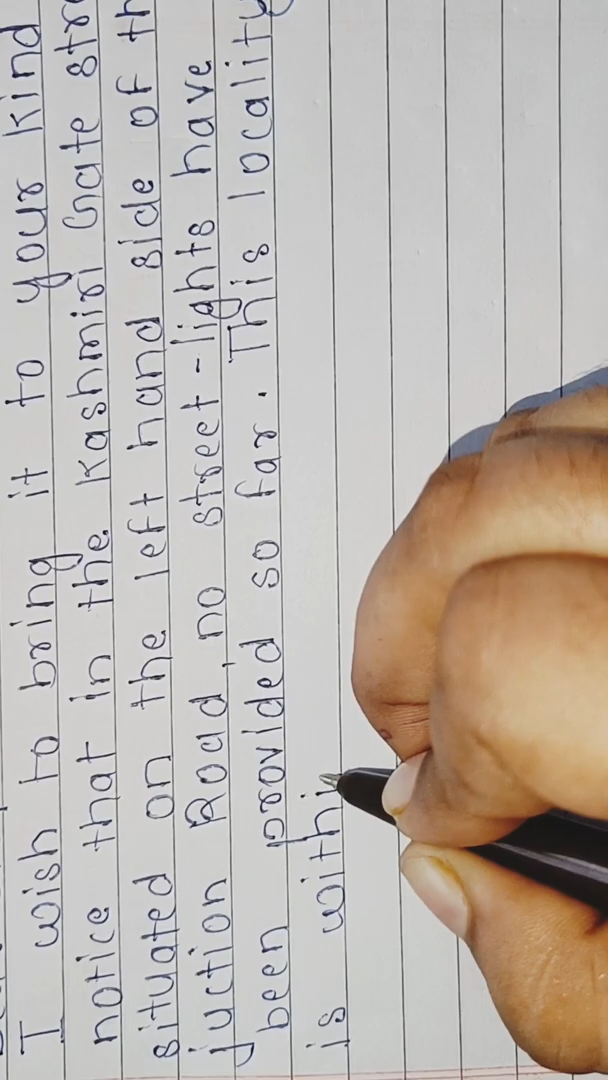 I wish to bring it to your kind
notice that in the Kashmiri Gate
situated on the left hand side of
juction Road, no street-lights have
been provided so far. This locality
is withi